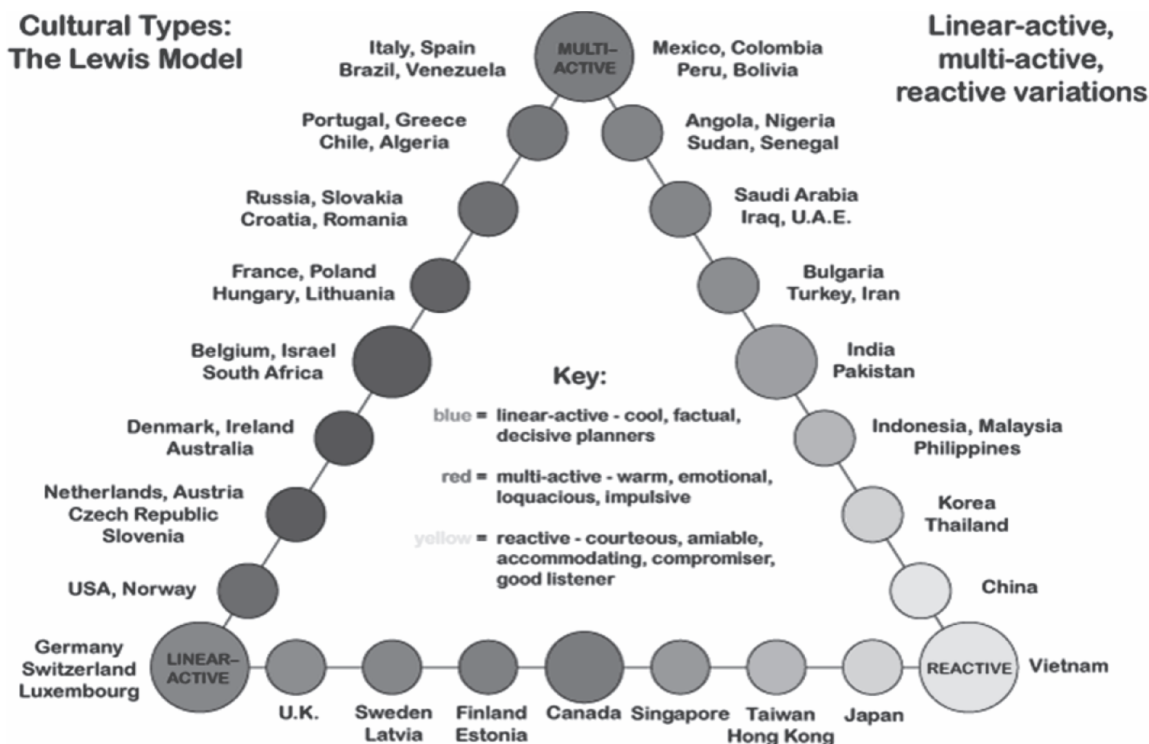 Cultural Types:
The Lewis Model
Linear-active,
multi-active,
reactive variations
MULTI–
ACTIVE
Italy, Spain
Brazil, Venezuela
Mexico, Colombia
Peru, Bolivia
Portugal, Greece
Chile, Algeria
Angola, Nigeria
Sudan, Senegal
Russia, Slovakia
Croatia, Romania
Saudi Arabia
Iraq, U.A.E.
France, Poland
Hungary, Lithuania
Bulgaria
Turkey, Iran
Belgium, Israel
South Africa
India
Pakistan
Denmark, Ireland
Australia
Indonesia, Malaysia
Philippines
Netherlands, Austria
Czech Republic
Slovenia
Korea
Thailand
USA, Norway
China
Key:
blue = linear-active - cool, factual,
decisive planners
red = multi-active - warm, emotional,
loquacious, impulsive
yellow = reactive - courteous, amiable,
accommodating, compromiser,
good listener
Germany
Switzerland
Luxembourg
LINEAR–
ACTIVE
REACTIVE
Vietnam
U.K.
Sweden
Latvia
Finland
Estonia
Canada
Singapore
Taiwan
Hong Kong
Japan